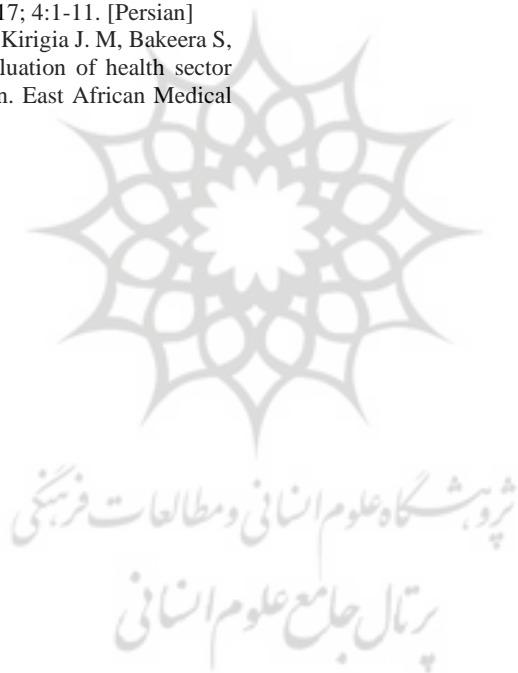 17; 4:1-11. [Persian]
Kirigia J. M, Bakeera S,
luation of health sector
n. East African Medical
پژوهشگاه علوم انسانی و مطالعات فرهنگی
پرتال جامع علوم انسانی